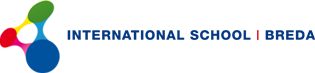 INTERNATIONAL SCHOOL | BREDA